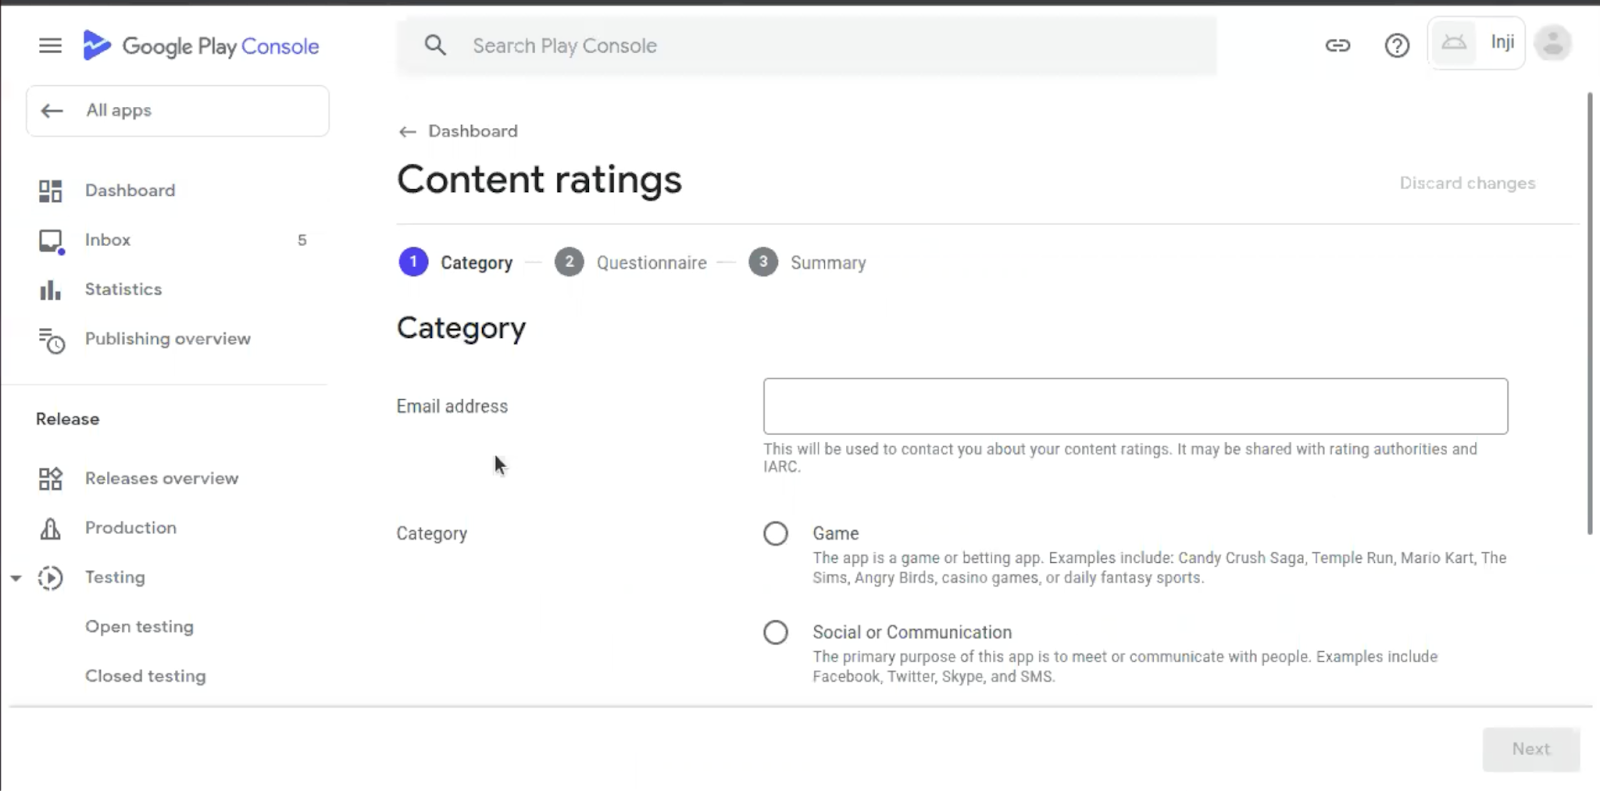 Google Play Console
Search Play Console
Inji
All apps
Dashboard
Inbox 5
Statistics
Publishing overview
Release
Releases overview
Production
Testing
Open testing
Closed testing
Dashboard
Content ratings
Discard changes
1 Category 2 Questionnaire 3 Summary
Category
Email address
This will be used to contact you about your content ratings. It may be shared with rating authorities and
IARC.
Category
Game
The app is a game or betting app. Examples include: Candy Crush Saga, Temple Run, Mario Kart, The
Sims, Angry Birds, casino games, or daily fantasy sports.
Social or Communication
The primary purpose of this app is to meet or communicate with people. Examples include
Facebook, Twitter, Skype, and SMS.
Next